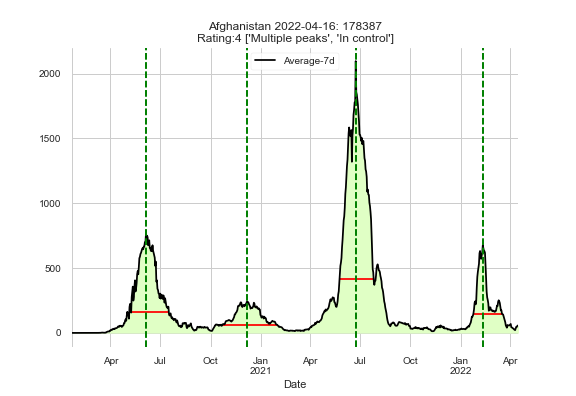 Afghanistan 2022-04-16: 178387
Rating:4 ['Multiple peaks', 'In control']
Average-7d
2000
1500
1000
500
0
Apr Jul Oct Jan Apr Jul Oct Jan Apr
2021 2022
Date